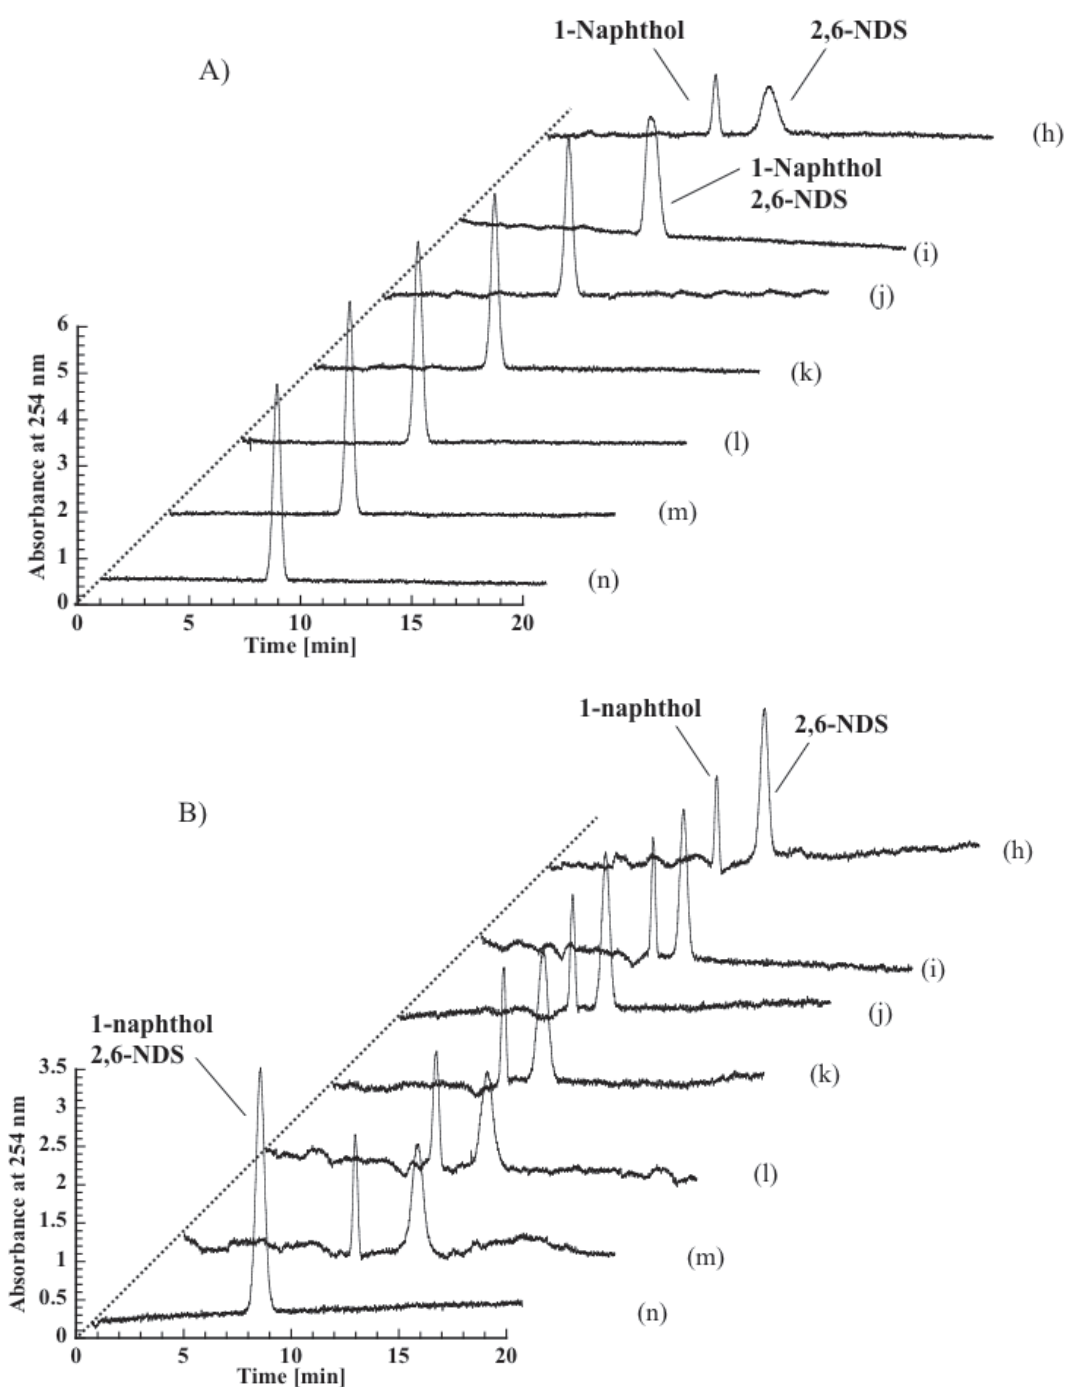 1-Naphthol
2,6-NDS
A)
(h)
1-Naphthol
2,6-NDS
(i)
(j)
6
5
(k)
4
(l)
3
2
(m)
1
(n)
0
Absorbance at 254 nm
0 5 10 15 20
Time [min]
1-naphthol
2,6-NDS
B)
(h)
(i)
(j)
1-naphthol
2,6-NDS
3.5
(k)
3
2.5
(l)
2
1.5
(m)
1
0.5
(n)
0
Absorbance at 254 nm
0 5 10 15 20
Time [min]